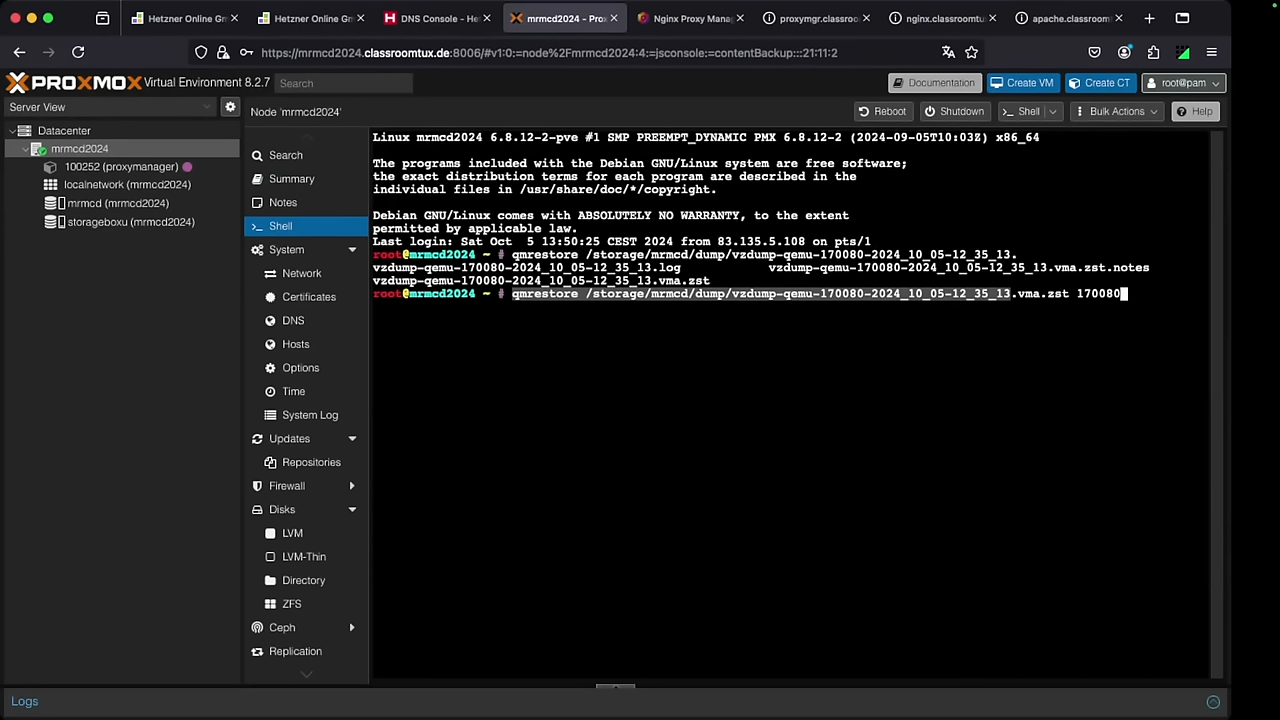 Hetzner Online Gm
Hetzner Online Gm
DNS Console - He
mrmcd2024 - Pro
Nginx Proxy Mana
proxymgr.classroo
nginx.classroomtu
apache.classroomt
https://mrmcd2024.classroomtux.de:8006/#v1:0:=node%2Fmrmcd2024:4:=jsconsole:=contentBackup:::21:11:2
PROXMOX Virtual Environment 8.2.7 Search
Documentation Create VM Create CT root@pam
Server View
Node 'mrmcd2024'
Reboot Shutdown Shell Bulk Actions Help
Datacenter
mrmcd2024
100252 (proxymanager)
localnetwork (mrmcd2024)
mrmcd (mrmcd2024)
storageboxu (mrmcd2024)
Search
Summary
Notes
Shell
System
Network
Certificates
DNS
Hosts
Options
Time
System Log
Updates
Repositories
Firewall
Disks
LVM
LVM-Thin
Directory
ZFS
Ceph
Replication
Linux mrmcd2024 6.8.12-2-pve #1 SMP PREEMPT_DYNAMIC PMX 6.8.12-2 (2024-09-05T10:03Z) x86_64
The programs included with the Debian GNU/Linux system are free software;
the exact distribution terms for each program are described in the
individual files in /usr/share/doc/*/copyright.
Debian GNU/Linux comes with ABSOLUTELY NO WARRANTY, to the extent
permitted by applicable law.
Last login: Sat Oct  5 13:50:25 CEST 2024 from 83.135.5.108 on pts/1
root@mrmcd2024 ~ # qmrestore /storage/mrmcd/dump/vzdump-qemu-170080-2024_10_05-12_35_13.
vzdump-qemu-170080-2024_10_05-12_35_13.log vzdump-qemu-170080-2024_10_05-12_35_13.vma.zst.notes
vzdump-qemu-170080-2024_10_05-12_35_13.vma.zst
root@mrmcd2024 ~ # qmrestore /storage/mrmcd/dump/vzdump-qemu-170080-2024_10_05-12_35_13.vma.zst 170080
Logs